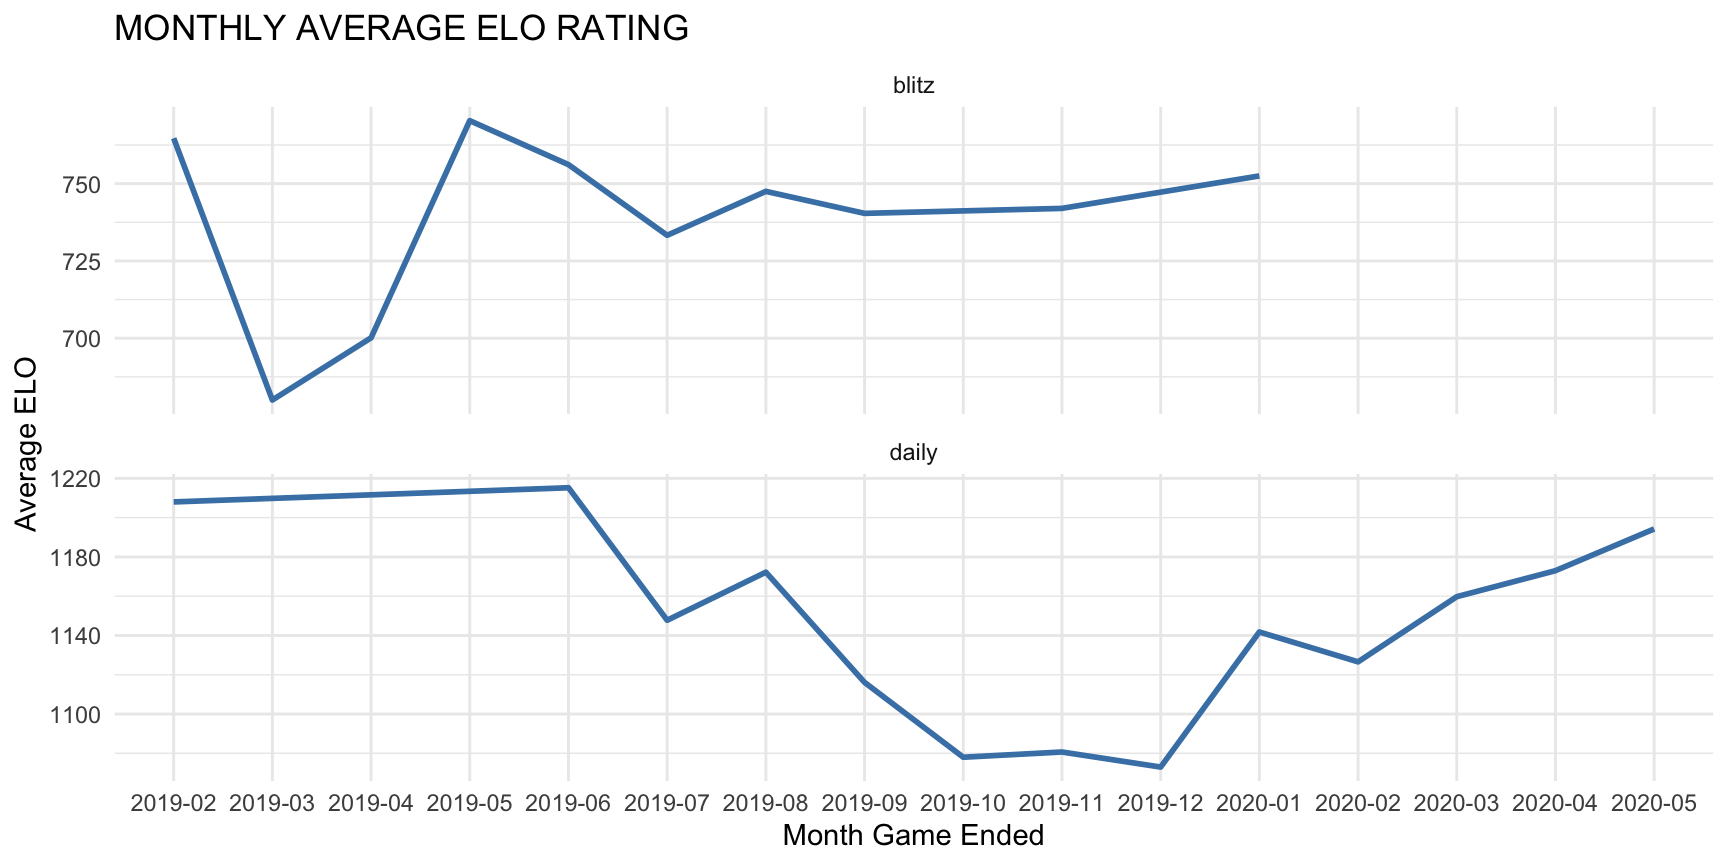 MONTHLY AVERAGE ELO RATING
blitz
750
725
700
Average ELO
daily
1220
1180
1140
1100
2019-02 2019-03 2019-04 2019-05 2019-06 2019-07 2019-08 2019-09 2019-10 2019-11 2019-12 2020-01 2020-02 2020-03 2020-04 2020-05
Month Game Ended